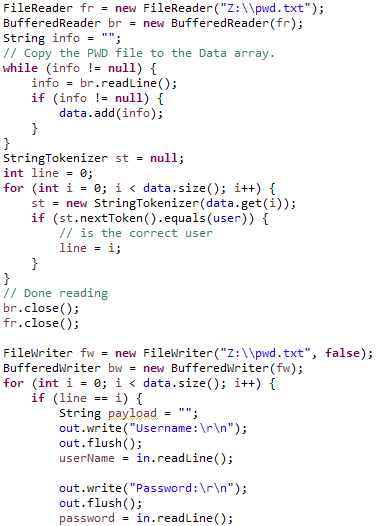 FileReader fr = new FileReader("Z:\\pwd.txt");
BufferedReader br = new BufferedReader(fr);
String info = "";
// Copy the PWD file to the Data array.
while (info != null) {
    info = br.readLine();
    if (info != null) {
        data.add(info);
    }
}
StringTokenizer st = null;
int line = 0;
for (int i = 0; i < data.size(); i++) {
    st = new StringTokenizer(data.get(i));
    if (st.nextToken().equals(user)) {
        // is the correct user
        line = i;
    }
}
// Done reading
br.close();
fr.close();

FileWriter fw = new FileWriter("Z:\\pwd.txt", false);
BufferedWriter bw = new BufferedWriter(fw);
for (int i = 0; i < data.size(); i++) {
    if (line == i) {
        String payload = "";
        out.write("Username:\r\n");
        out.flush();
        userName = in.readLine();

        out.write("Password:\r\n");
        out.flush();
        password = in.readLine();